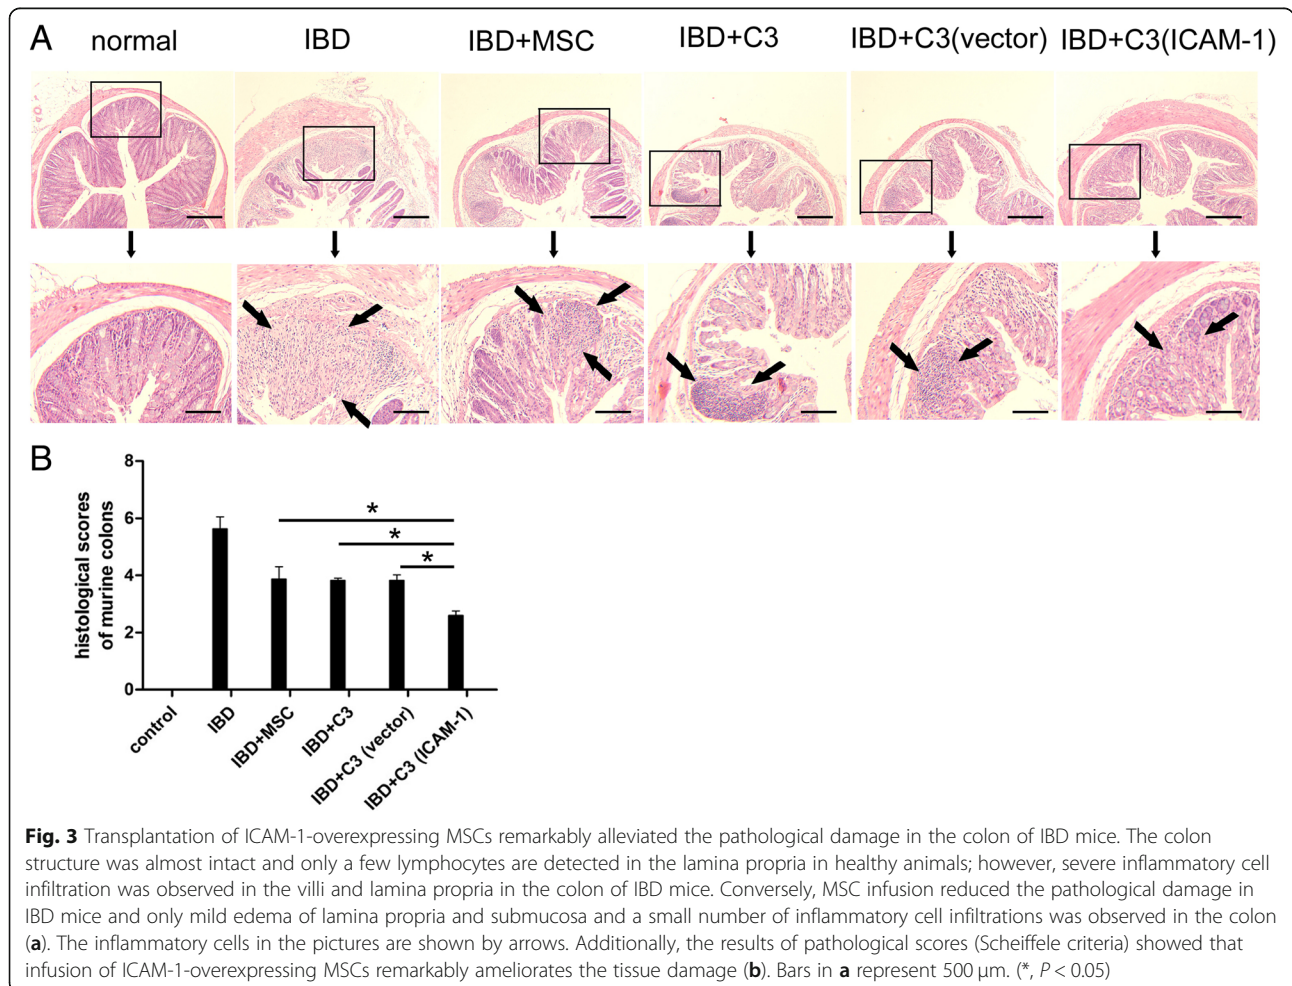 A
normal
IBD
IBD+MSC
IBD+C3
IBD+C3(vector)
IBD+C3(ICAM-1)
B
histological scores
of murine colons
8
6
4
2
0
*
*
*
control
IBD
IBD+MSC
IBD+C3
IBD+C3 (vector)
IBD+C3 (ICAM-1)
Fig. 3 Transplantation of ICAM-1-overexpressing MSCs remarkably alleviated the pathological damage in the colon of IBD mice. The colon
structure was almost intact and only a few lymphocytes are detected in the lamina propria in healthy animals; however, severe inflammatory cell
infiltration was observed in the villi and lamina propria in the colon of IBD mice. Conversely, MSC infusion reduced the pathological damage in
IBD mice and only mild edema of lamina propria and submucosa and a small number of inflammatory cell infiltrations was observed in the colon
(a). The inflammatory cells in the pictures are shown by arrows. Additionally, the results of pathological scores (Scheiffele criteria) showed that
infusion of ICAM-1-overexpressing MSCs remarkably ameliorates the tissue damage (b). Bars in a represent 500 μm. (*, P < 0.05)